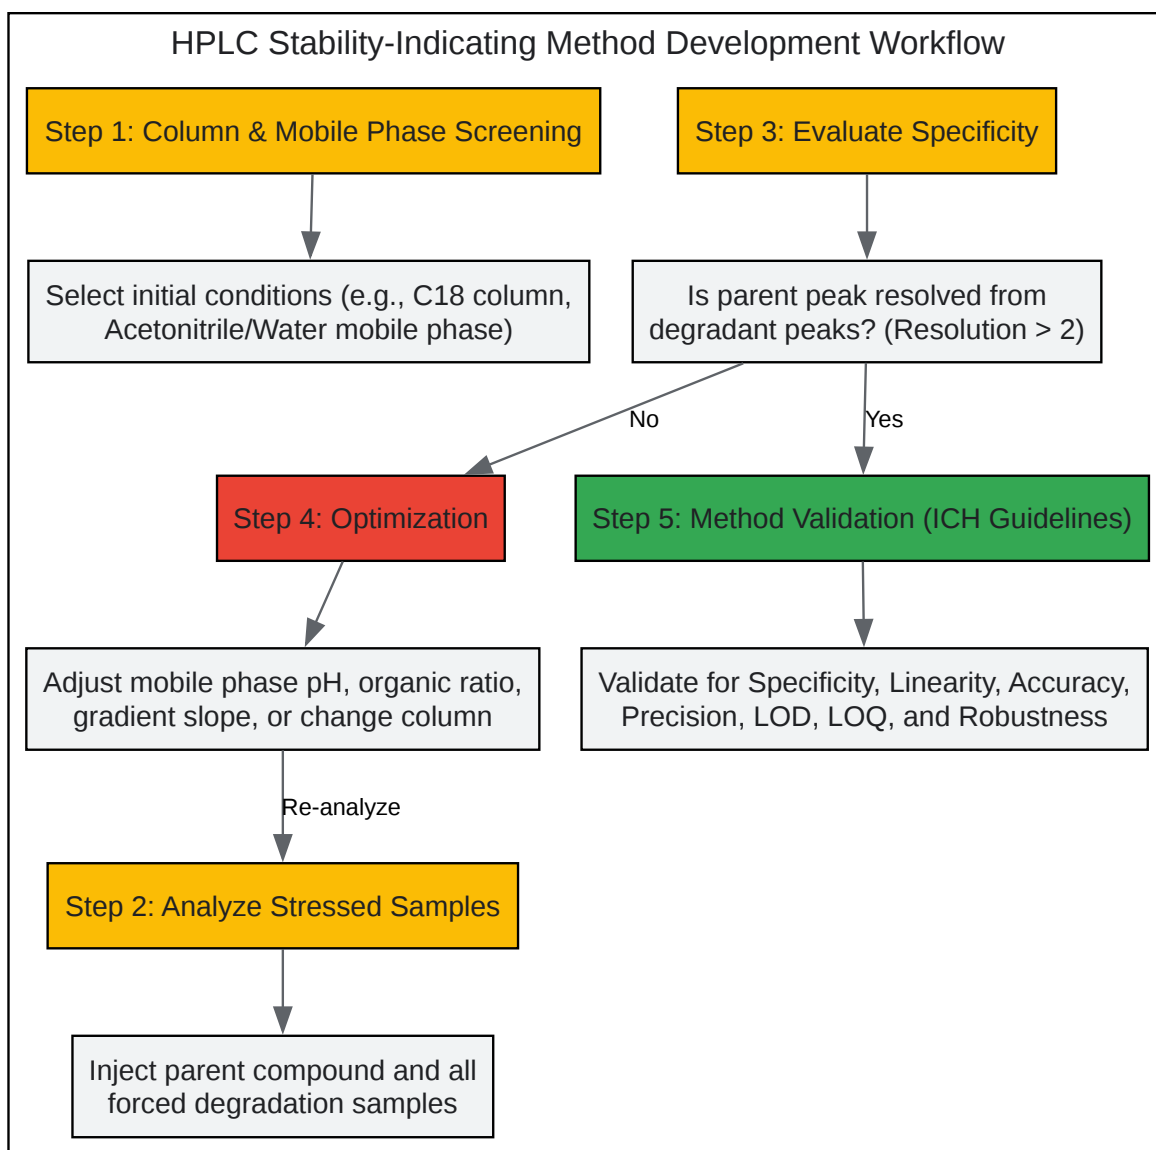 HPLC Stability-Indicating Method Development Workflow
Step 1: Column & Mobile Phase Screening
Select initial conditions (e.g., C18 column,
Acetonitrile/Water mobile phase)
Step 3: Evaluate Specificity
Is parent peak resolved from
degradant peaks? (Resolution > 2)
No
Yes
Step 4: Optimization
Adjust mobile phase pH, organic ratio,
gradient slope, or change column
Re-analyze
Step 2: Analyze Stressed Samples
Inject parent compound and all
forced degradation samples
Step 5: Method Validation (ICH Guidelines)
Validate for Specificity, Linearity, Accuracy,
Precision, LOD, LOQ, and Robustness